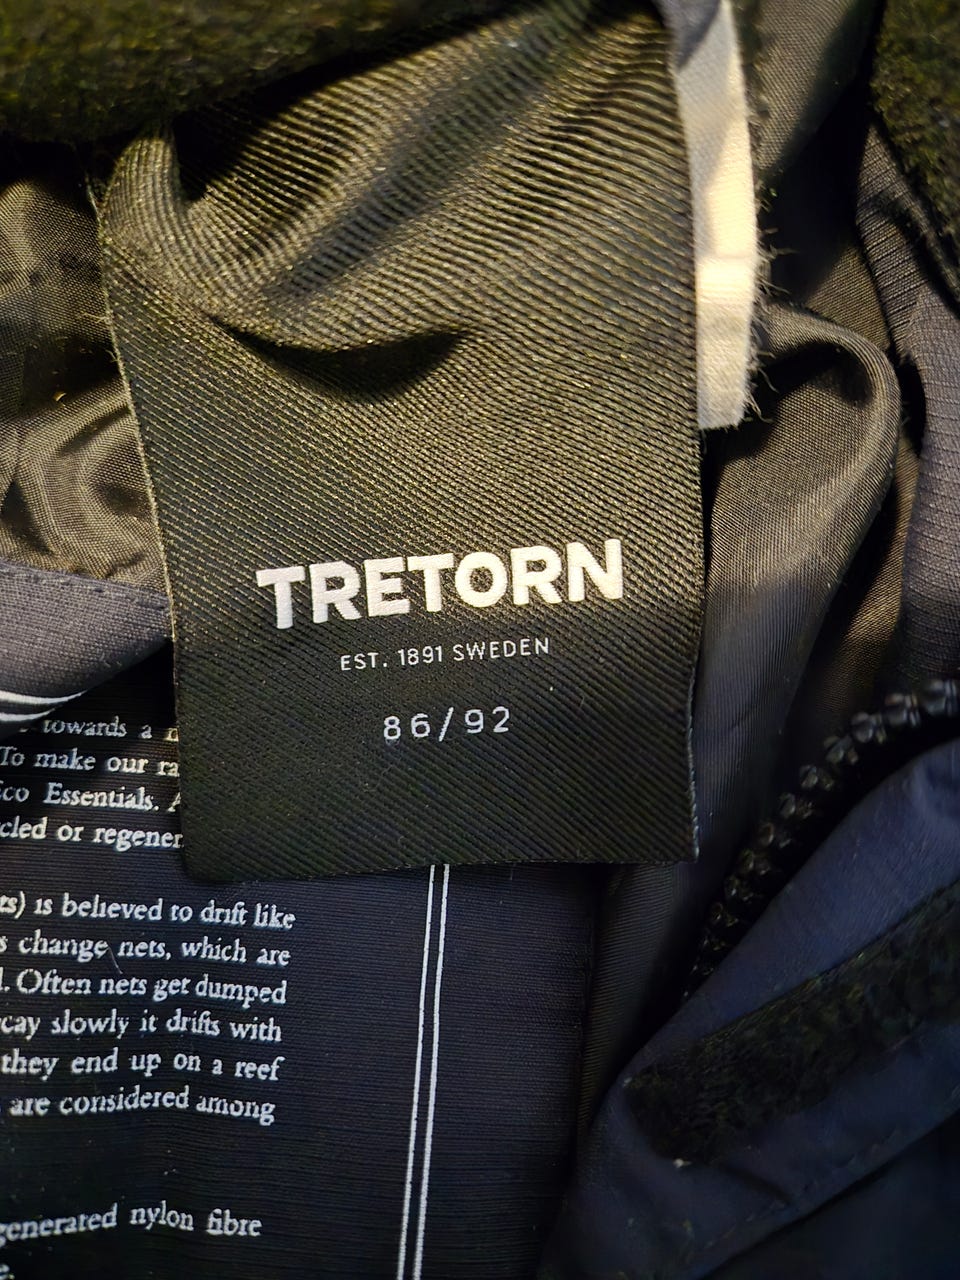 TRETORN
EST. 1891 SWEDEN
86/92
towards a
To make our ra
co Essentials. A
cled or regener
ts) is believed to drift like
s change nets, which are
l. Often nets get dumped
cay slowly it drifts with
they end up on a reef
are considered among
generated nylon fibre
e.